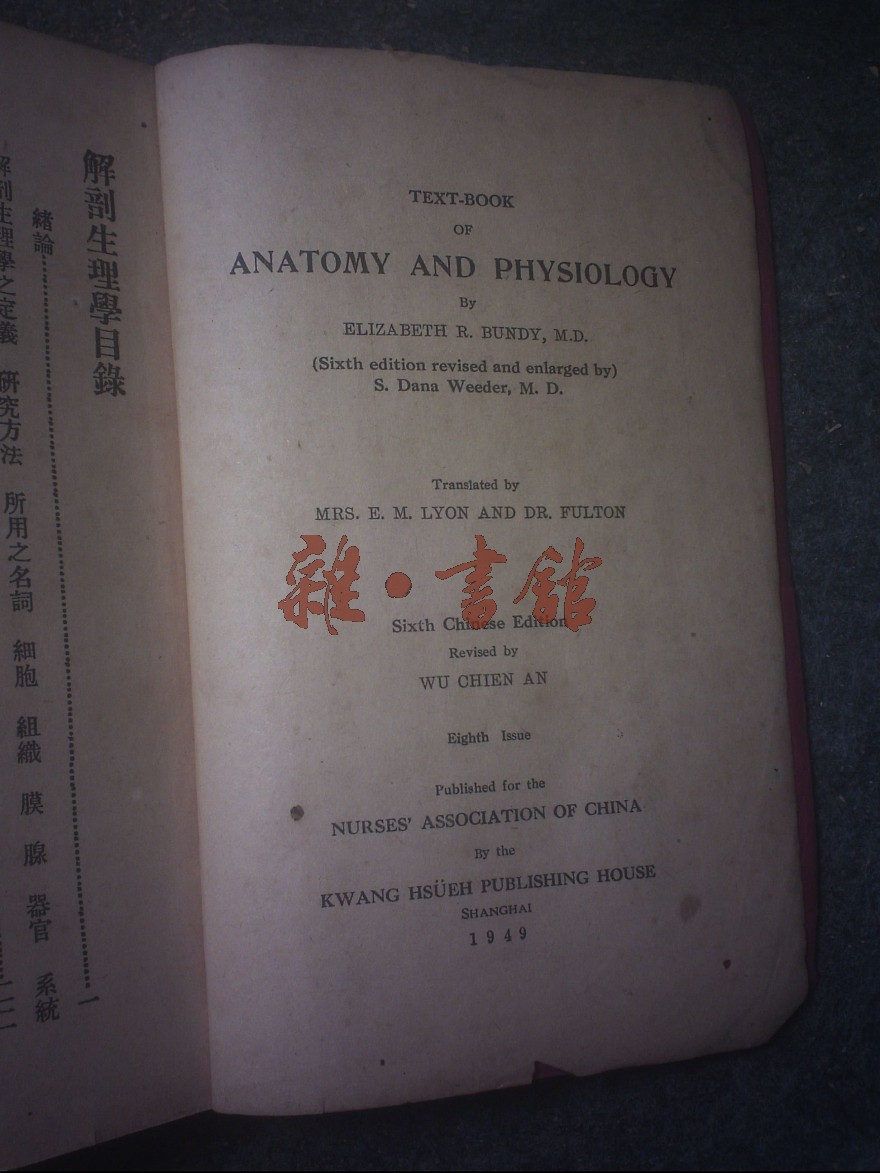 TEXT-BOOK
OF
ANATOMY AND PHYSIOLOGY
By
ELIZABETH R. BUNDY, M.D.
(Sixth edition revised and enlarged by)
S. Dana Weeder, M. D.
Translated by
MRS. E. M. LYON AND DR. FULTON
雜·書館
Sixth Chinese Edition
Revised by
WU CHIEN AN
Eighth Issue
Published for the
NURSES' ASSOCIATION OF CHINA
By the
KWANG HSÜEH PUBLISHING HOUSE
SHANGHAI
1949
解剖生理學目錄
緒論 一
解剖生理學之定義 研究方法 所用之名詞 細胞 組織 膜 腺 器官 系統